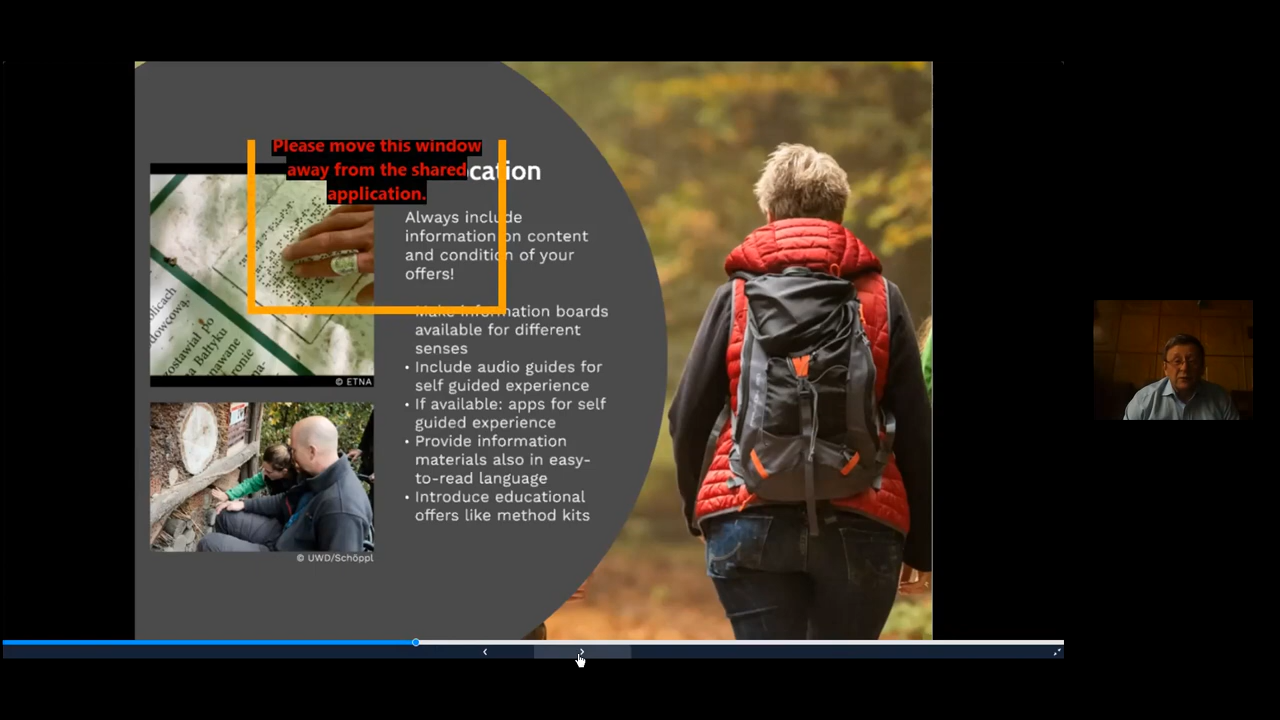 Please move this window
away from the shared
application.
cation
Always include
information on content
and condition of your
offers!
Make information boards
available for different
senses
• Include audio guides for
self guided experience
• If available: apps for self
guided experience
• Provide information
materials also in easy-
to-read language
• Introduce educational
offers like method kits
© ETNA
© UWD/Schöppl